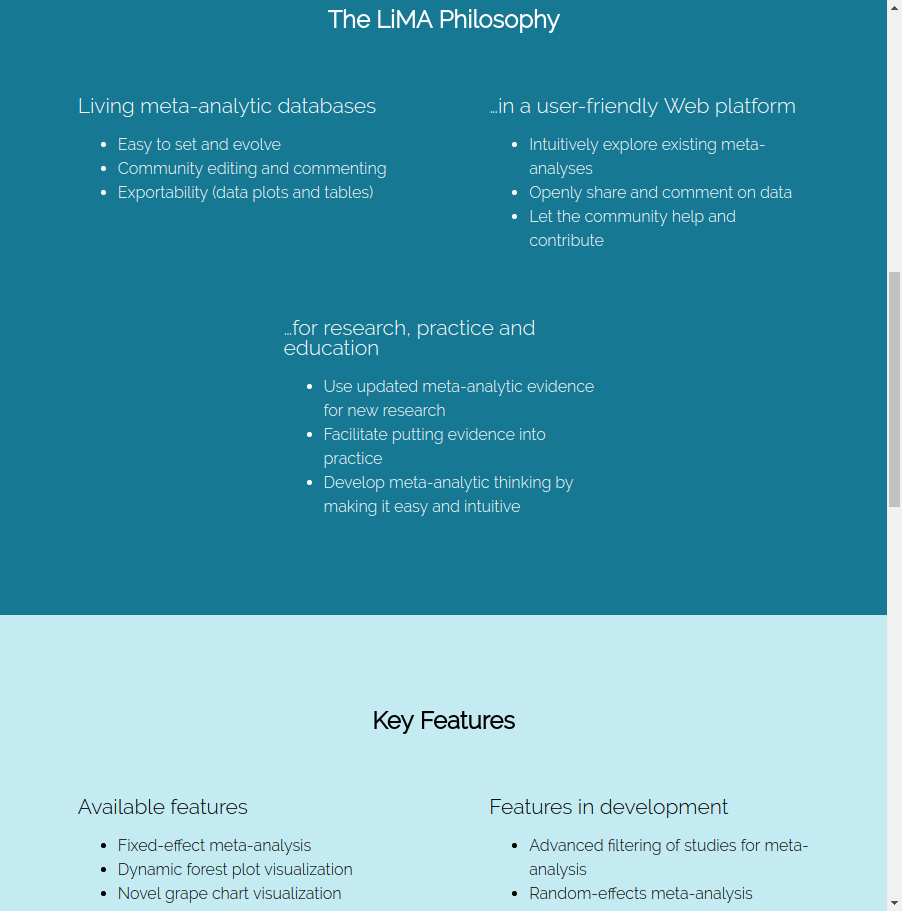 The LiMA Philosophy
Living meta-analytic databases
Easy to set and evolve
Community editing and commenting
Exportability (data plots and tables)
…in a user-friendly Web platform
Intuitively explore existing meta-
analyses
Openly share and comment on data
Let the community help and
contribute
…for research, practice and
education
Use updated meta-analytic evidence
for new research
Facilitate putting evidence into
practice
Develop meta-analytic thinking by
making it easy and intuitive
Key Features
Available features
Fixed-effect meta-analysis
Dynamic forest plot visualization
Novel grape chart visualization
Features in development
Advanced filtering of studies for meta-
analysis
Random-effects meta-analysis